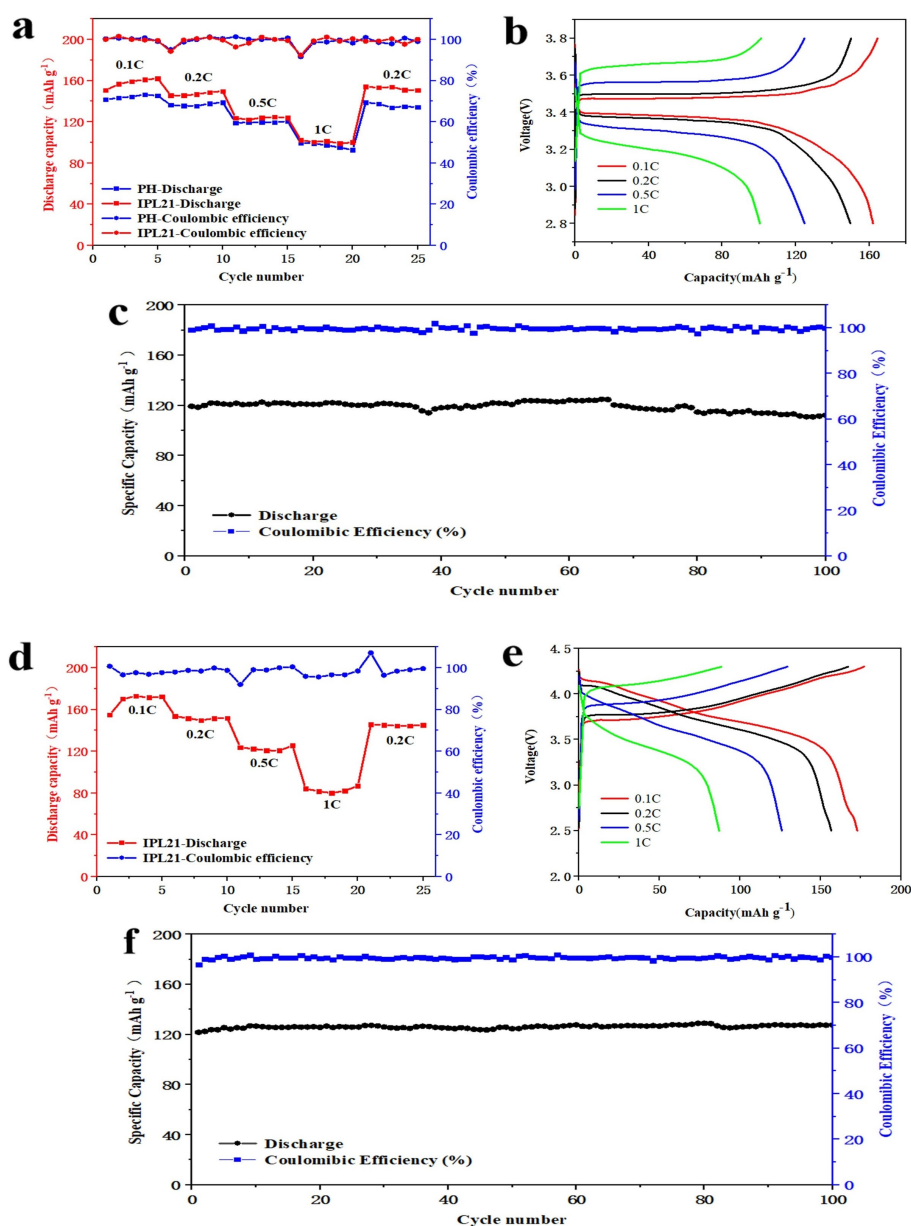 a
Discharge capacity（mAh g-1）
200
160
120
80
40
0
0.1C
0.2C
0.5C
1C
0.2C
PH-Discharge
IPL21-Discharge
PH-Coulombic efficiency
IPL21-Coulombic efficiency
100
80
60
40
20
0
Coulombic efficiency（%）
0 5 10 15 20 25
Cycle number
b
Voltage(V)
3.8
3.6
3.4
3.2
3.0
2.8
0.1C
0.2C
0.5C
1C
0 40 80 120 160
Capacity(mAh g-1)
c
Specific Capacity（mAh g-1）
200
160
120
80
40
0
Discharge
Coulomibic Efficiency (%)
100
80
60
40
20
0
Coulomibic Efficiency（%）
0 20 40 60 80 100
Cycle number
d
Discharge capacity（mAh g-1）
200
160
120
80
40
0
0.1C
0.2C
0.5C
1C
0.2C
IPL21-Discharge
IPL21-Coulombic efficiency
100
80
60
40
20
0
Coulombic efficiency（%）
0 5 10 15 20 25
Cycle number
e
Voltage(V)
4.5
4.0
3.5
3.0
2.5
2.0
0.1C
0.2C
0.5C
1C
0 50 100 150 200
Capacity(mAh g-1)
f
Specific Capacity（mAh g-1）
200
160
120
80
40
0
Discharge
Coulomibic Efficiency (%)
100
80
60
40
20
0
Coulomibic Efficiency（%）
0 20 40 60 80 100
Cycle number